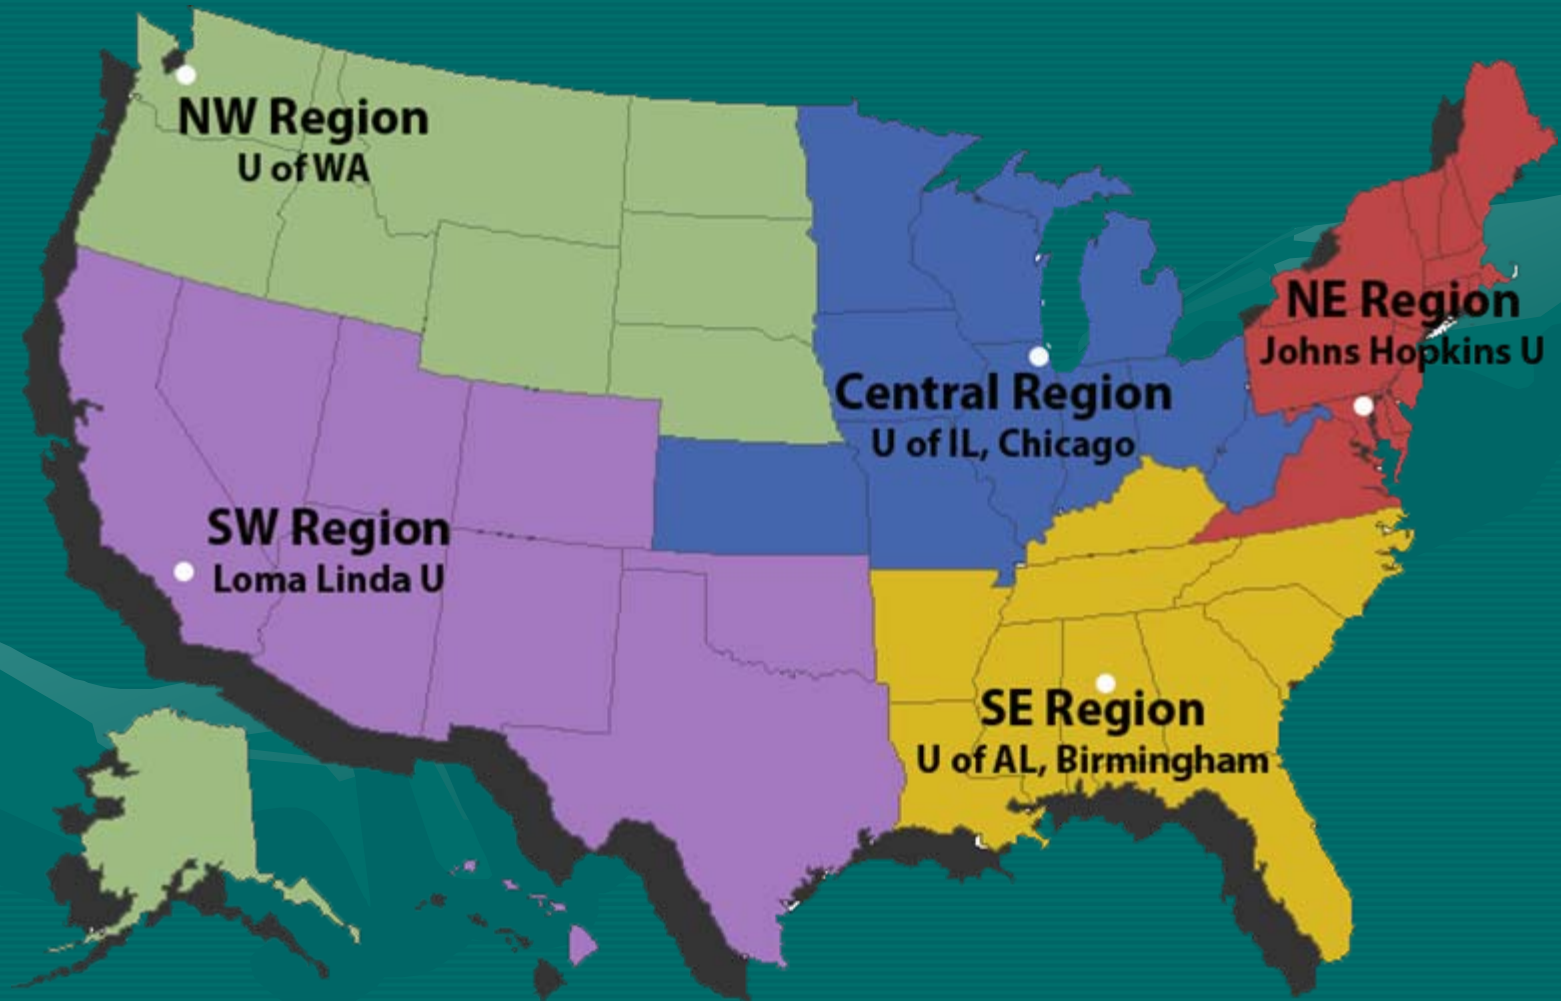 NW Region
U of WA
NE Region
Johns Hopkins U
Central Region
U of IL, Chicago
SW Region
Loma Linda U
SE Region
U of AL, Birmingham